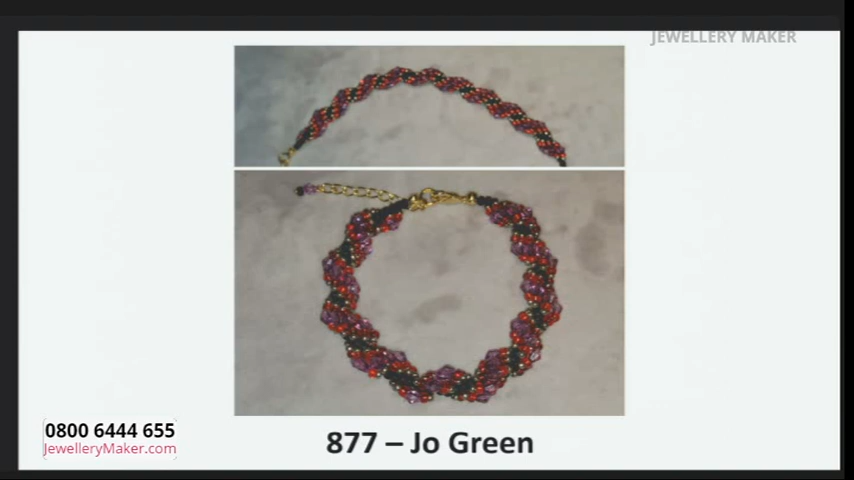 JEWELLERY MAKER
0800 6444 655
JewelleryMaker.com
877 – Jo Green